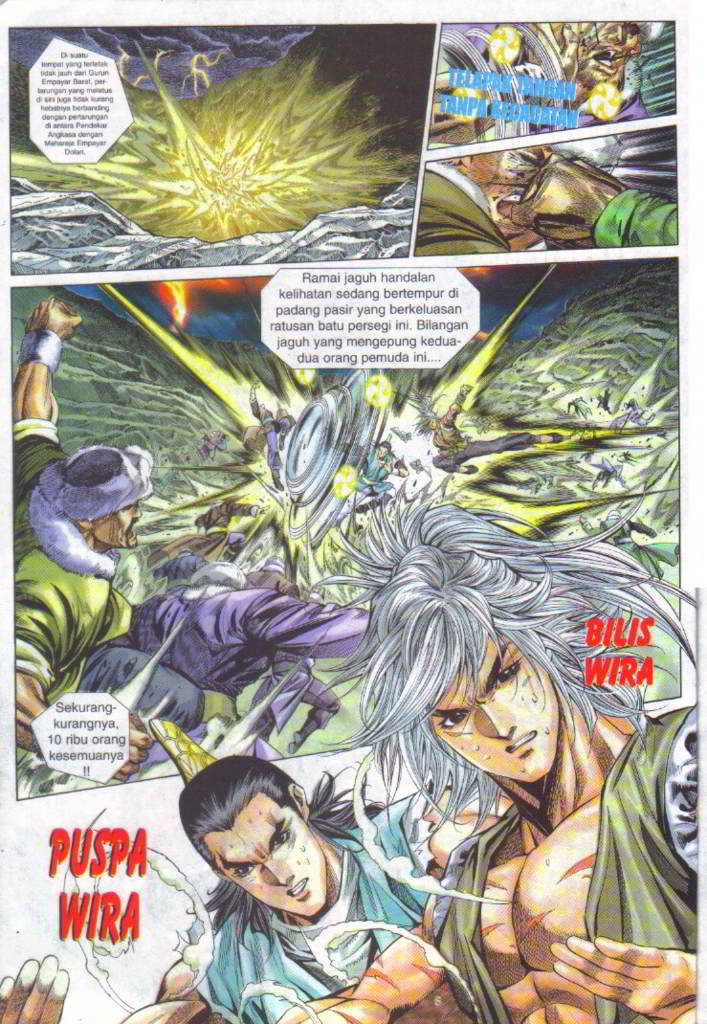 Di suatu
tempat yang terletak
tidak jauh dari Gurun
Empayar Barat, per-
tarungan yang meletus
di sini juga tidak kurang
hebatnya berbanding
dengan pertarungan
di antara Pendekar
Angkasa dengan
Maharaja Empayar
Dolari.
TELAPAK TANGAN
TANPA KECACATAN
Ramai jaguh handalan
kelihatan sedang bertempur di
padang pasir yang berkeluasan
ratusan batu persegi ini. Bilangan
jaguh yang mengepung kedua-
dua orang pemuda ini....
BILIS
WIRA
Sekurang-
kurangnya,
10 ribu orang
kesemuanya
!!
PUSPA
WIRA
8